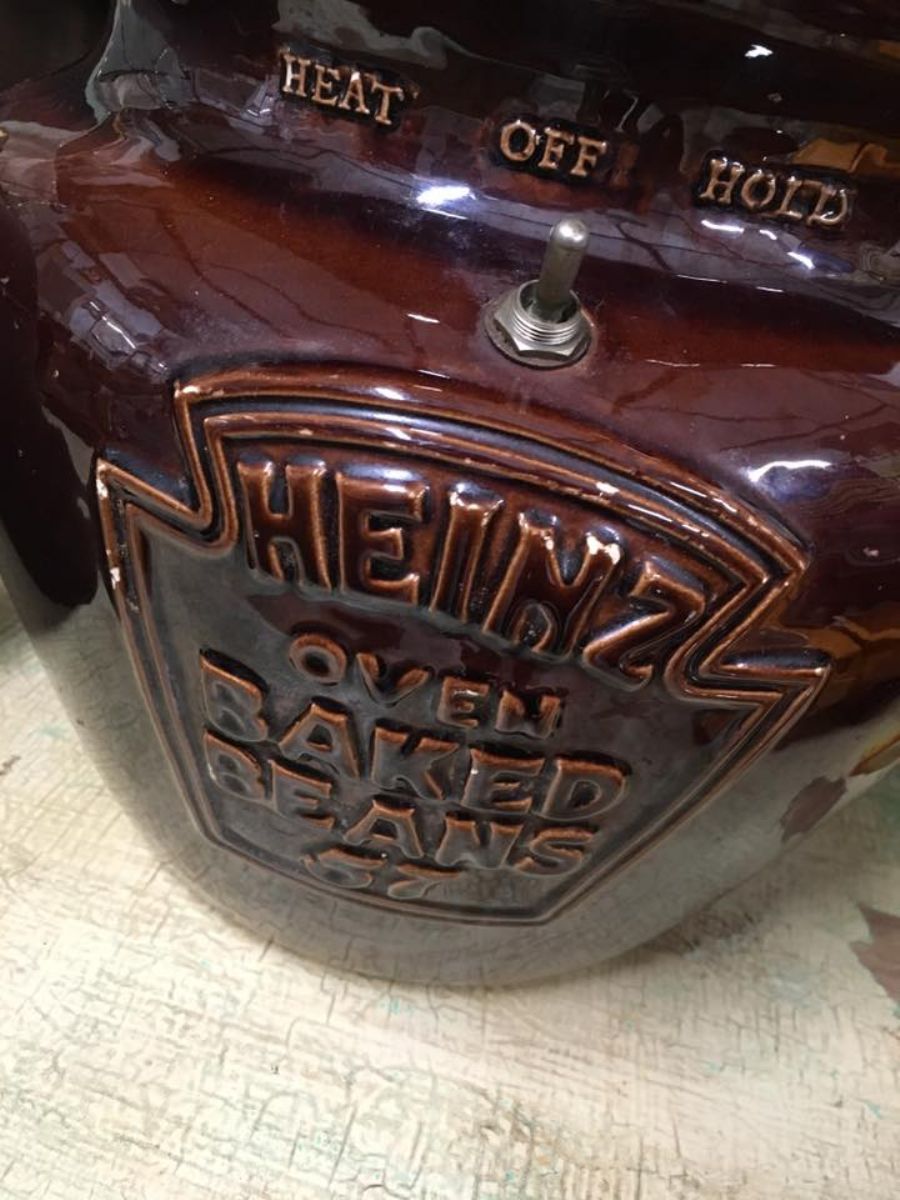 HEAT OFF HOLD
HEINZ
OVEN
BAKED
BEANS
57